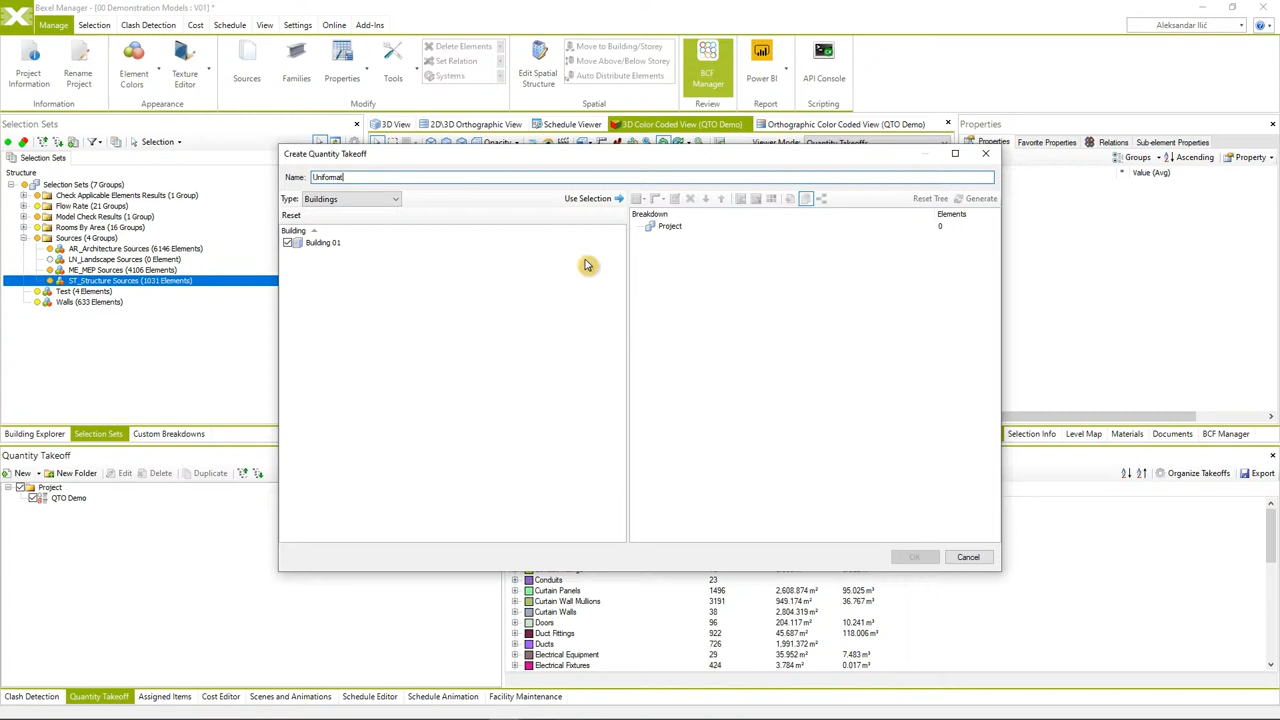 Bexel Manager - [00 Demonstration Models : V01] *
Manage Selection Clash Detection Cost Schedule View Settings Online Add-Ins
Aleksandar Ilić
Project Information
Rename Project
Element Colors
Texture Editor
Sources
Families
Properties
Tools
Delete Elements
Set Relation
Systems
Edit Spatial Structure
Move to Building/Storey
Move Above/Below Storey
Auto Distribute Elements
BCF Manager
Power BI
API Console
Information Appearance Modify Spatial Review Report Scripting
Selection Sets
3D View 2D\3D Orthographic View Schedule Viewer 3D Color Coded View (QTO Demo) Orthographic Color Coded View (QTO Demo)
Properties
Selection
Opacity
Viewer Mode: Quantity Takeoffs
Properties Favorite Properties Relations Sub-element Properties
Selection Sets
Groups Ascending Property
Structure
Value (Avg)
Selection Sets (7 Groups)
Check Applicable Elements Results (1 Group)
Flow Rate (21 Groups)
Model Check Results (1 Group)
Rooms By Area (16 Groups)
Sources (4 Groups)
AR_Architecture Sources (6146 Elements)
LN_Landscape Sources (0 Element)
ME_MEP Sources (4106 Elements)
ST_Structure Sources (1031 Elements)
Test (4 Elements)
Walls (633 Elements)
Create Quantity Takeoff
Name: Uniformat
Type: Buildings
Use Selection
Reset Tree Generate
Reset
Breakdown Elements
Building
Project 0
Building 01
OK Cancel
Building Explorer Selection Sets Custom Breakdowns
Selection Info Level Map Materials Documents BCF Manager
Quantity Takeoff
New New Folder Edit Delete Duplicate
Organize Takeoffs Export
Project
QTO Demo
Conduits 23
Curtain Panels 1496 2,608.874 m² 95.025 m³
Curtain Wall Mullions 3191 949.174 m² 36.767 m³
Curtain Walls 38 2,804.319 m²
Doors 96 204.117 m² 10.241 m³
Duct Fittings 922 45.687 m² 118.006 m³
Ducts 726 1,991.372 m²
Electrical Equipment 29 35.952 m² 7.483 m³
Electrical Fixtures 424 3.784 m² 0.017 m³
Clash Detection Quantity Takeoff Assigned Items Cost Editor Scenes and Animations Schedule Editor Schedule Animation Facility Maintenance